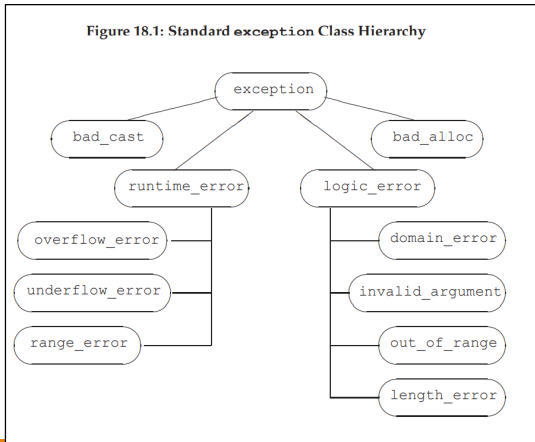 Figure 18.1: Standard exception Class Hierarchy
exception
bad_cast
bad_alloc
runtime_error
logic_error
overflow_error
domain_error
underflow_error
invalid_argument
range_error
out_of_range
length_error